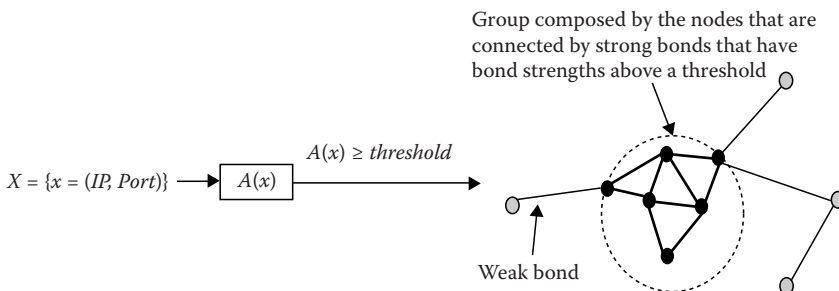 Group composed by the nodes that are
connected by strong bonds that have
bond strengths above a threshold
A(x) ≥ threshold
X = {x = (IP, Port)}
A(x)
Weak bond